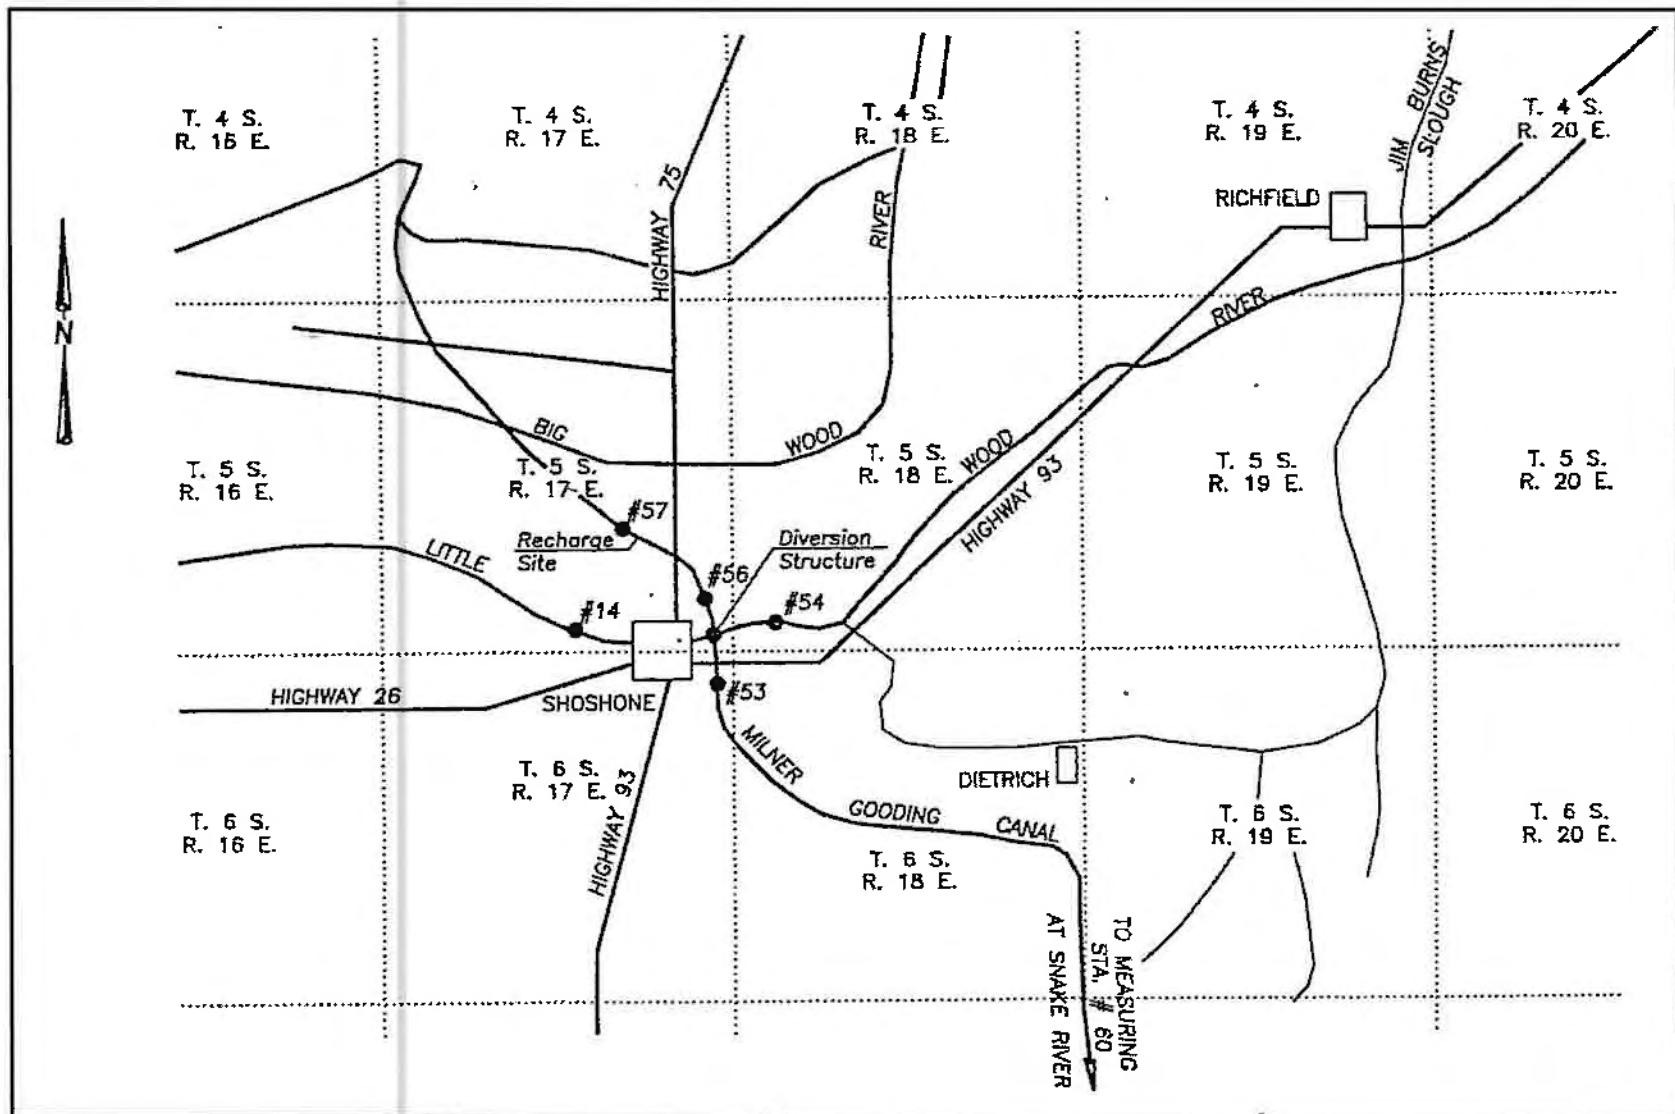 T. 4 S.
R. 16 E.
T. 4 S.
R. 17 E.
T. 4 S.
R. 18 E.
T. 4 S.
R. 19 E.
T. 4 S.
R. 20 E.
JIM BURNS
SLOUGH
RICHFIELD
HIGHWAY 75
RIVER
N
RIVER
BIG
WOOD
WOOD
HIGHWAY 93
T. 5 S.
R. 16 E.
T. 5 S.
R. 17 E.
T. 5 S.
R. 18 E.
T. 5 S.
R. 19 E.
T. 5 S.
R. 20 E.
#57
Recharge
Site
Diversion
Structure
LITTLE
#56
#54
#14
#53
HIGHWAY 26
SHOSHONE
MILNER
GOODING
CANAL
DIETRICH
HIGHWAY 93
T. 6 S.
R. 16 E.
T. 6 S.
R. 17 E.
T. 6 S.
R. 18 E.
T. 6 S.
R. 19 E.
T. 6 S.
R. 20 E.
TO MEASURING
STA. # 60
AT SNAKE RIVER